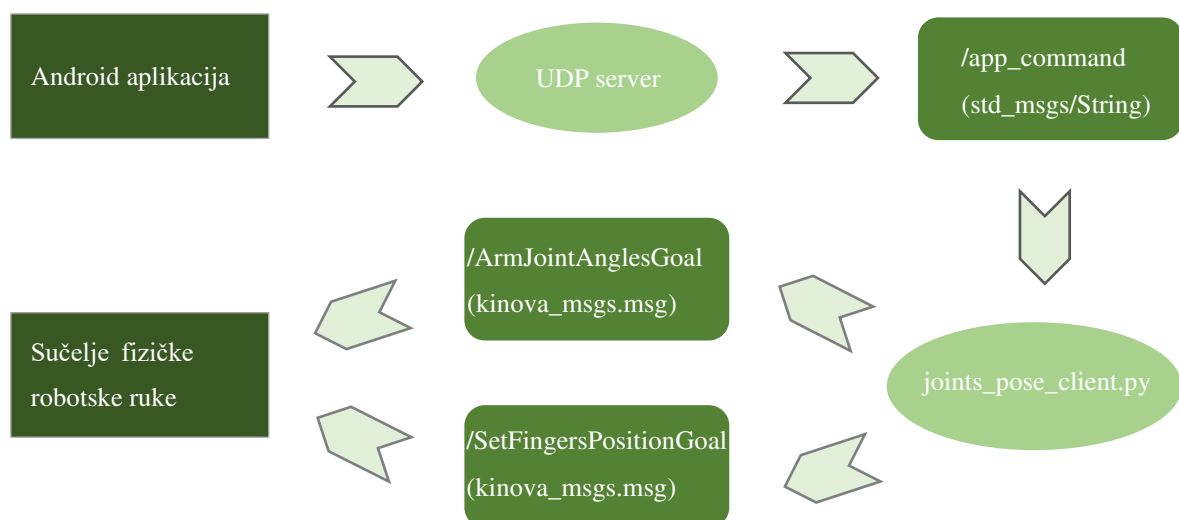 Android aplikacija
UDP server
/app_command
(std_msgs/String)
/ArmJointAnglesGoal
(kinova_msgs.msg)
Sučelje fizičke
robotske ruke
joints_pose_client.py
/SetFingersPositionGoal
(kinova_msgs.msg)